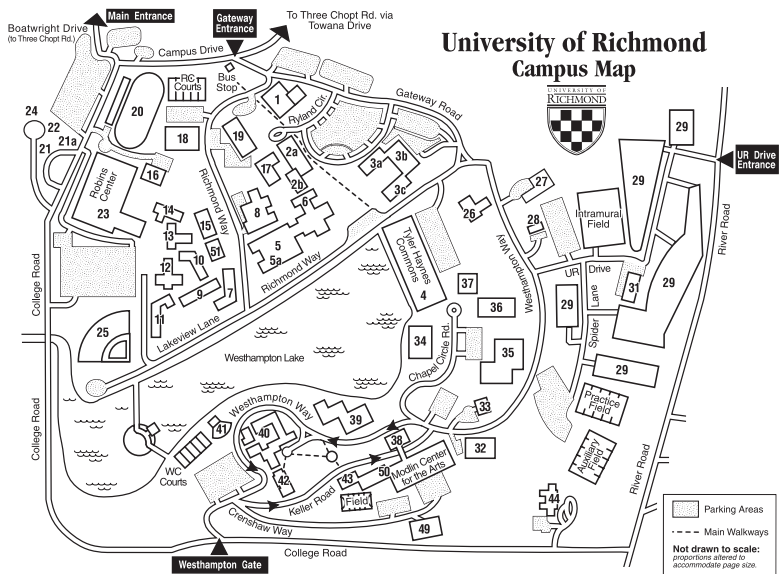 Boatwright Drive
(to Three Chopt Rd.)
Main Entrance
Gateway
Entrance
To Three Chopt Rd. via
Towana Drive
Campus Drive
University of Richmond
Campus Map
UNIVERSITY OF
RICHMOND
RC
Courts
Bus
Stop
1
Ryland Cir.
Gateway Road
20
24
22
21
21a
18
19
2a
2b
3a
3b
3c
29
UR Drive
Entrance
16
17
Robins
Center
23
Richmond Way
14
13
15
51
10
12
9
7
11
8
6
5
5a
Richmond Way
26
27
28
Intramural
Field
29
River Road
Tyler Haynes
Commons
4
Westhampton Way
UR
Drive
Lane
Spider
31
29
29
College Road
25
Lakeview Lane
Westhampton Lake
37
36
34
35
Chapel Circle Rd.
29
Practice
Field
Auxiliary
Field
River Road
Westhampton Way
39
33
College Road
41
40
38
32
WC
Courts
42
43
50
Modlin Center
for the Arts
Keller Road
Field
44
Crenshaw Way
49
College Road
Westhampton Gate
Parking Areas
Main Walkways
Not drawn to scale:
proportions altered to
accommodate page size.